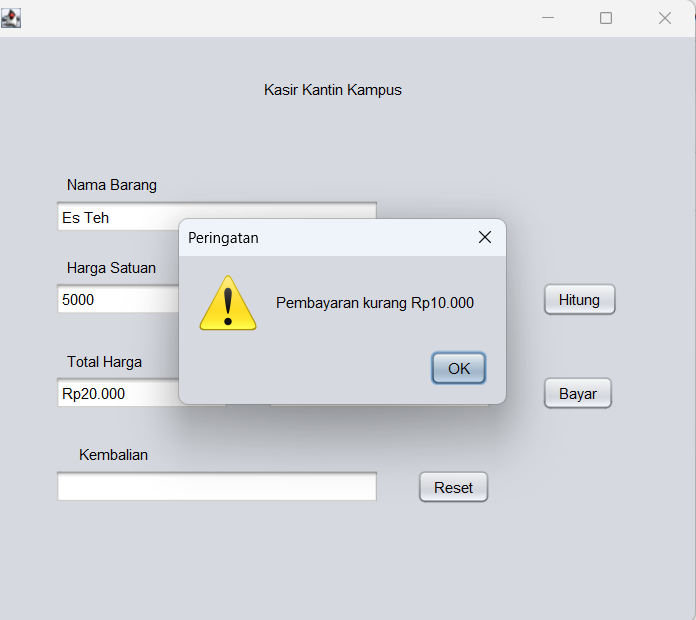 Kasir Kantin Kampus
Nama Barang
Es Teh
Peringatan
Harga Satuan
5000
Pembayaran kurang Rp10.000
Hitung
Total Harga
OK
Rp20.000
Bayar
Kembalian
Reset